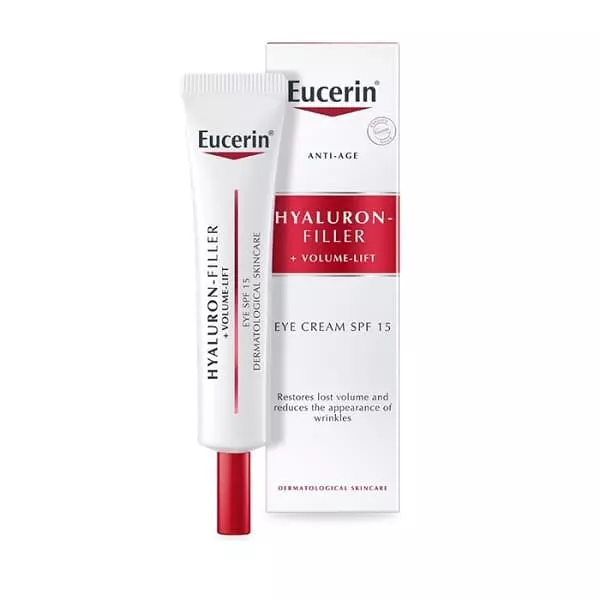 Eucerin®
HYALURON-FILLER
+ VOLUME-LIFT
EYE SPF 15
DERMATOLOGICAL SKINCARE
Eucerin®
ANTI-AGE
HYALURON-
FILLER
+ VOLUME-LIFT
EYE CREAM SPF 15
Restores lost volume and
reduces the appearance of
wrinkles
DERMATOLOGICAL SKINCARE